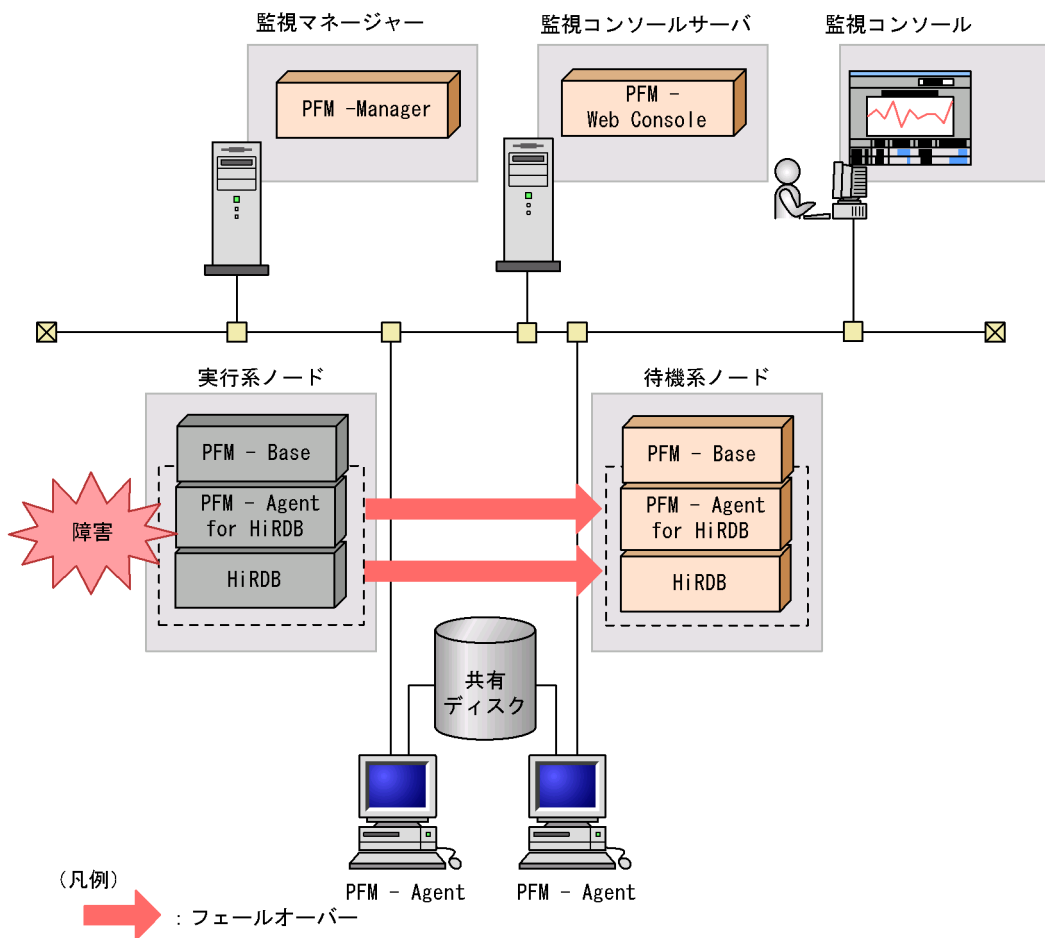 監視マネージャー
監視コンソールサーバ
監視コンソール
PFM -Manager
PFM -
Web Console
実行系ノード
待機系ノード
PFM - Base
PFM - Agent
for HiRDB
HiRDB
障害
PFM - Base
PFM - Agent
for HiRDB
HiRDB
共有
ディスク
PFM - Agent
PFM - Agent
(凡例)
：フェールオーバー